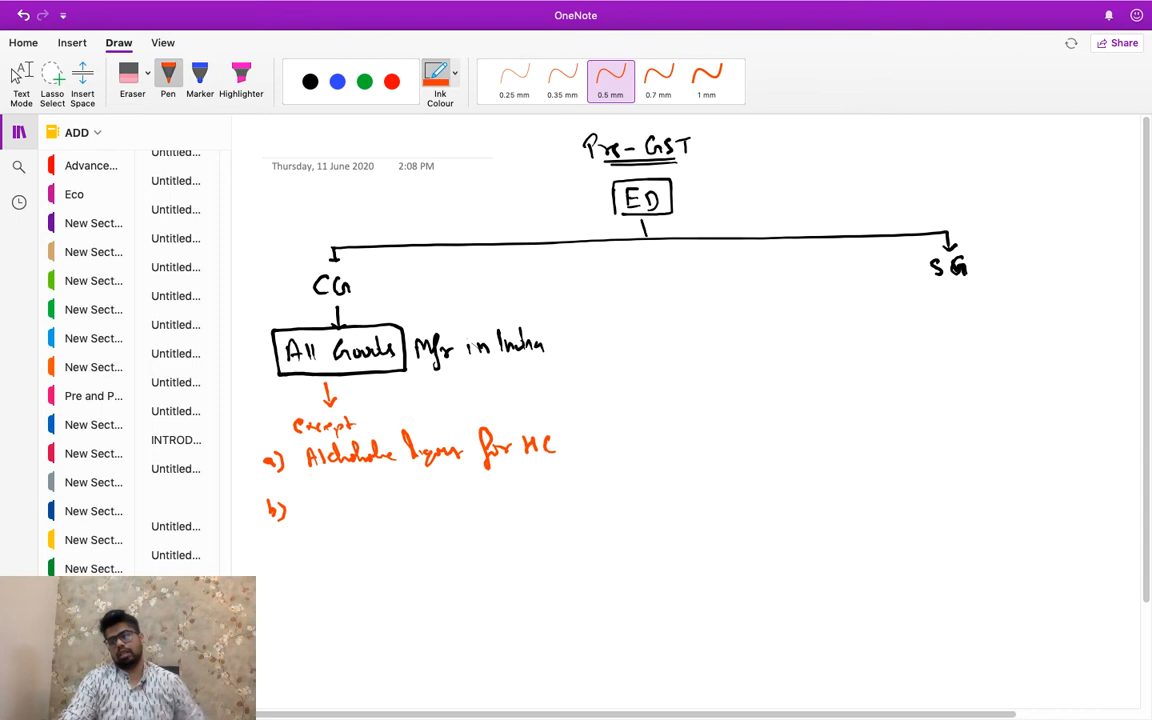 OneNote
Home Insert Draw View
Share
Text Mode
Lasso Select
Insert Space
Eraser
Pen
Marker
Highlighter
Ink Colour
0.25 mm
0.35 mm
0.5 mm
0.7 mm
1 mm
ADD
Advance...
Eco
New Sect...
New Sect...
New Sect...
New Sect...
New Sect...
New Sect...
Pre and P...
New Sect...
New Sect...
New Sect...
New Sect...
New Sect...
New Sect...
Untitled...
Untitled...
Untitled...
Untitled...
Untitled...
Untitled...
Untitled...
Untitled...
Untitled...
Untitled...
INTROD...
Untitled...
Untitled...
Untitled...
Thursday, 11 June 2020 2:08 PM
Pre-GST
ED
CG
SG
All Goods Mfr in India
except
a) for HC
b)